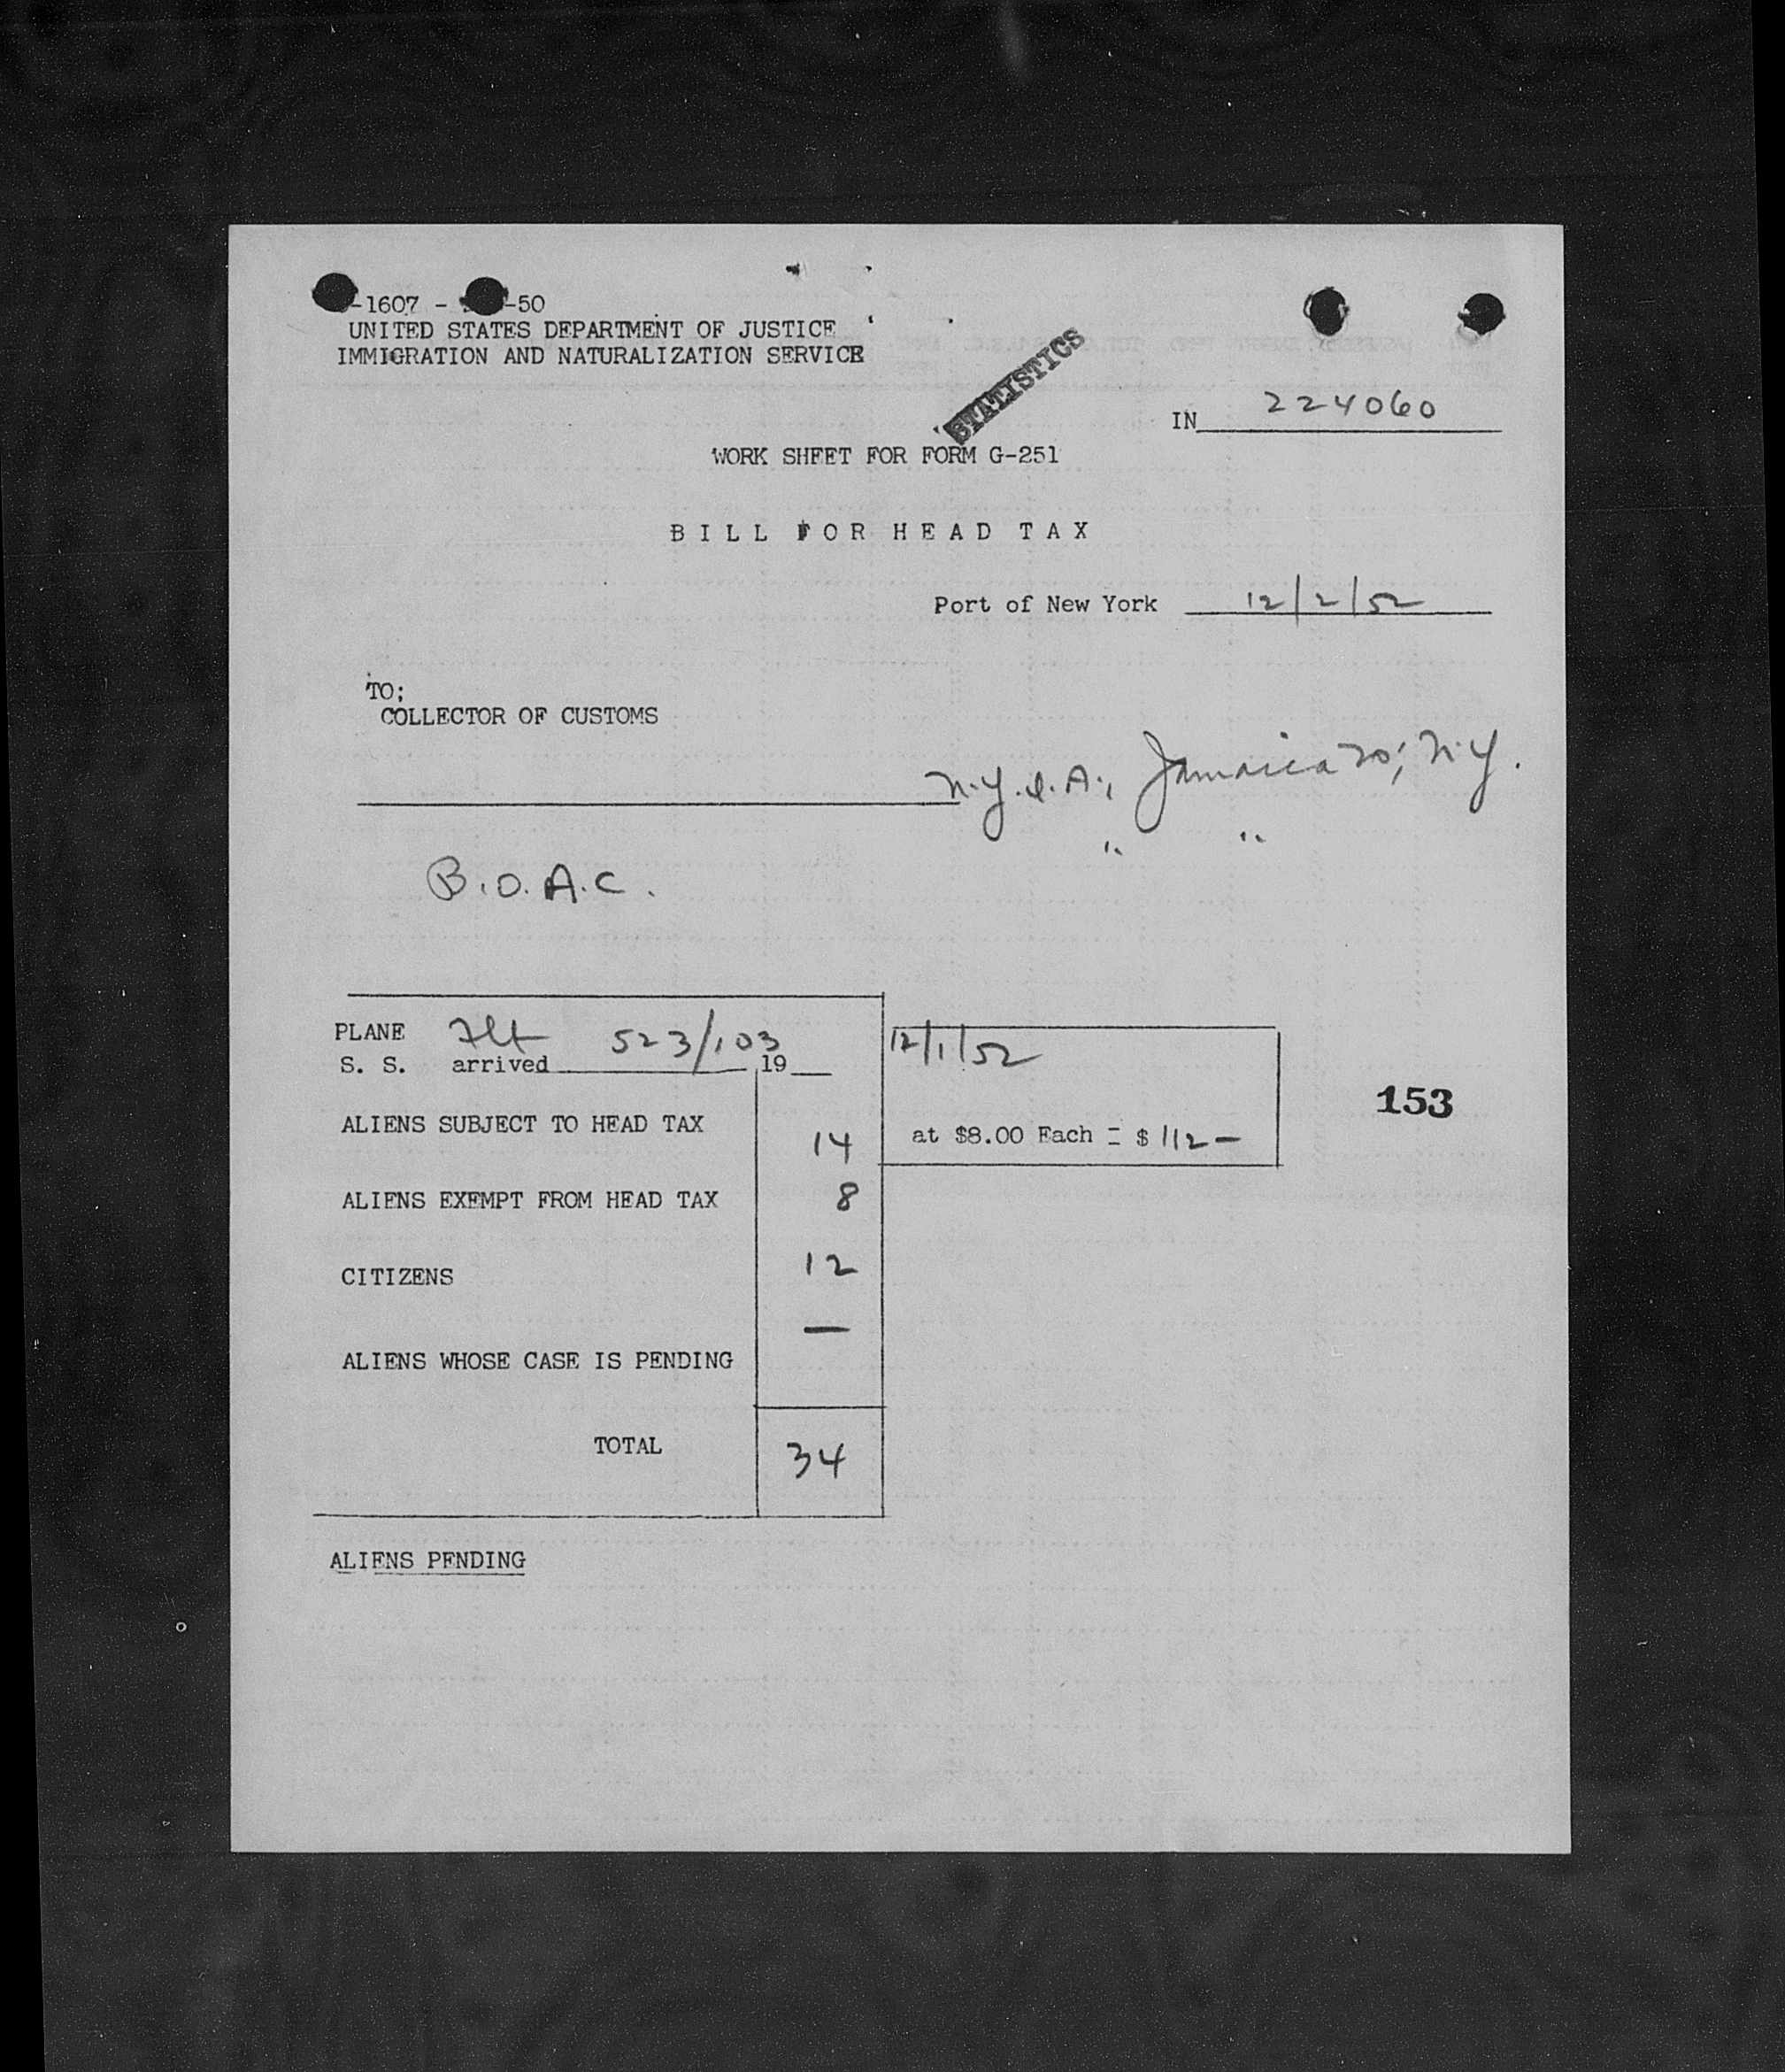 -1607 - -50
UNITED STATES DEPARTMENT OF JUSTICE
IMMIGRATION AND NATURALIZATION SERVICE
STATISTICS
IN 224060
WORK SHEET FOR FORM G-251
BILL FOR HEAD TAX
Port of New York 12/2/52
TO;
COLLECTOR OF CUSTOMS
N.Y.I.A., Jamaica 20, N.Y.
" "
B.O.A.C.
PLANE Flt 523/103 12/1/52
S. S. arrived 19
153
ALIENS SUBJECT TO HEAD TAX 14 at $8.00 Each = $ 112 —
ALIENS EXEMPT FROM HEAD TAX 8
CITIZENS 12
ALIENS WHOSE CASE IS PENDING —
TOTAL 34
ALIENS PENDING